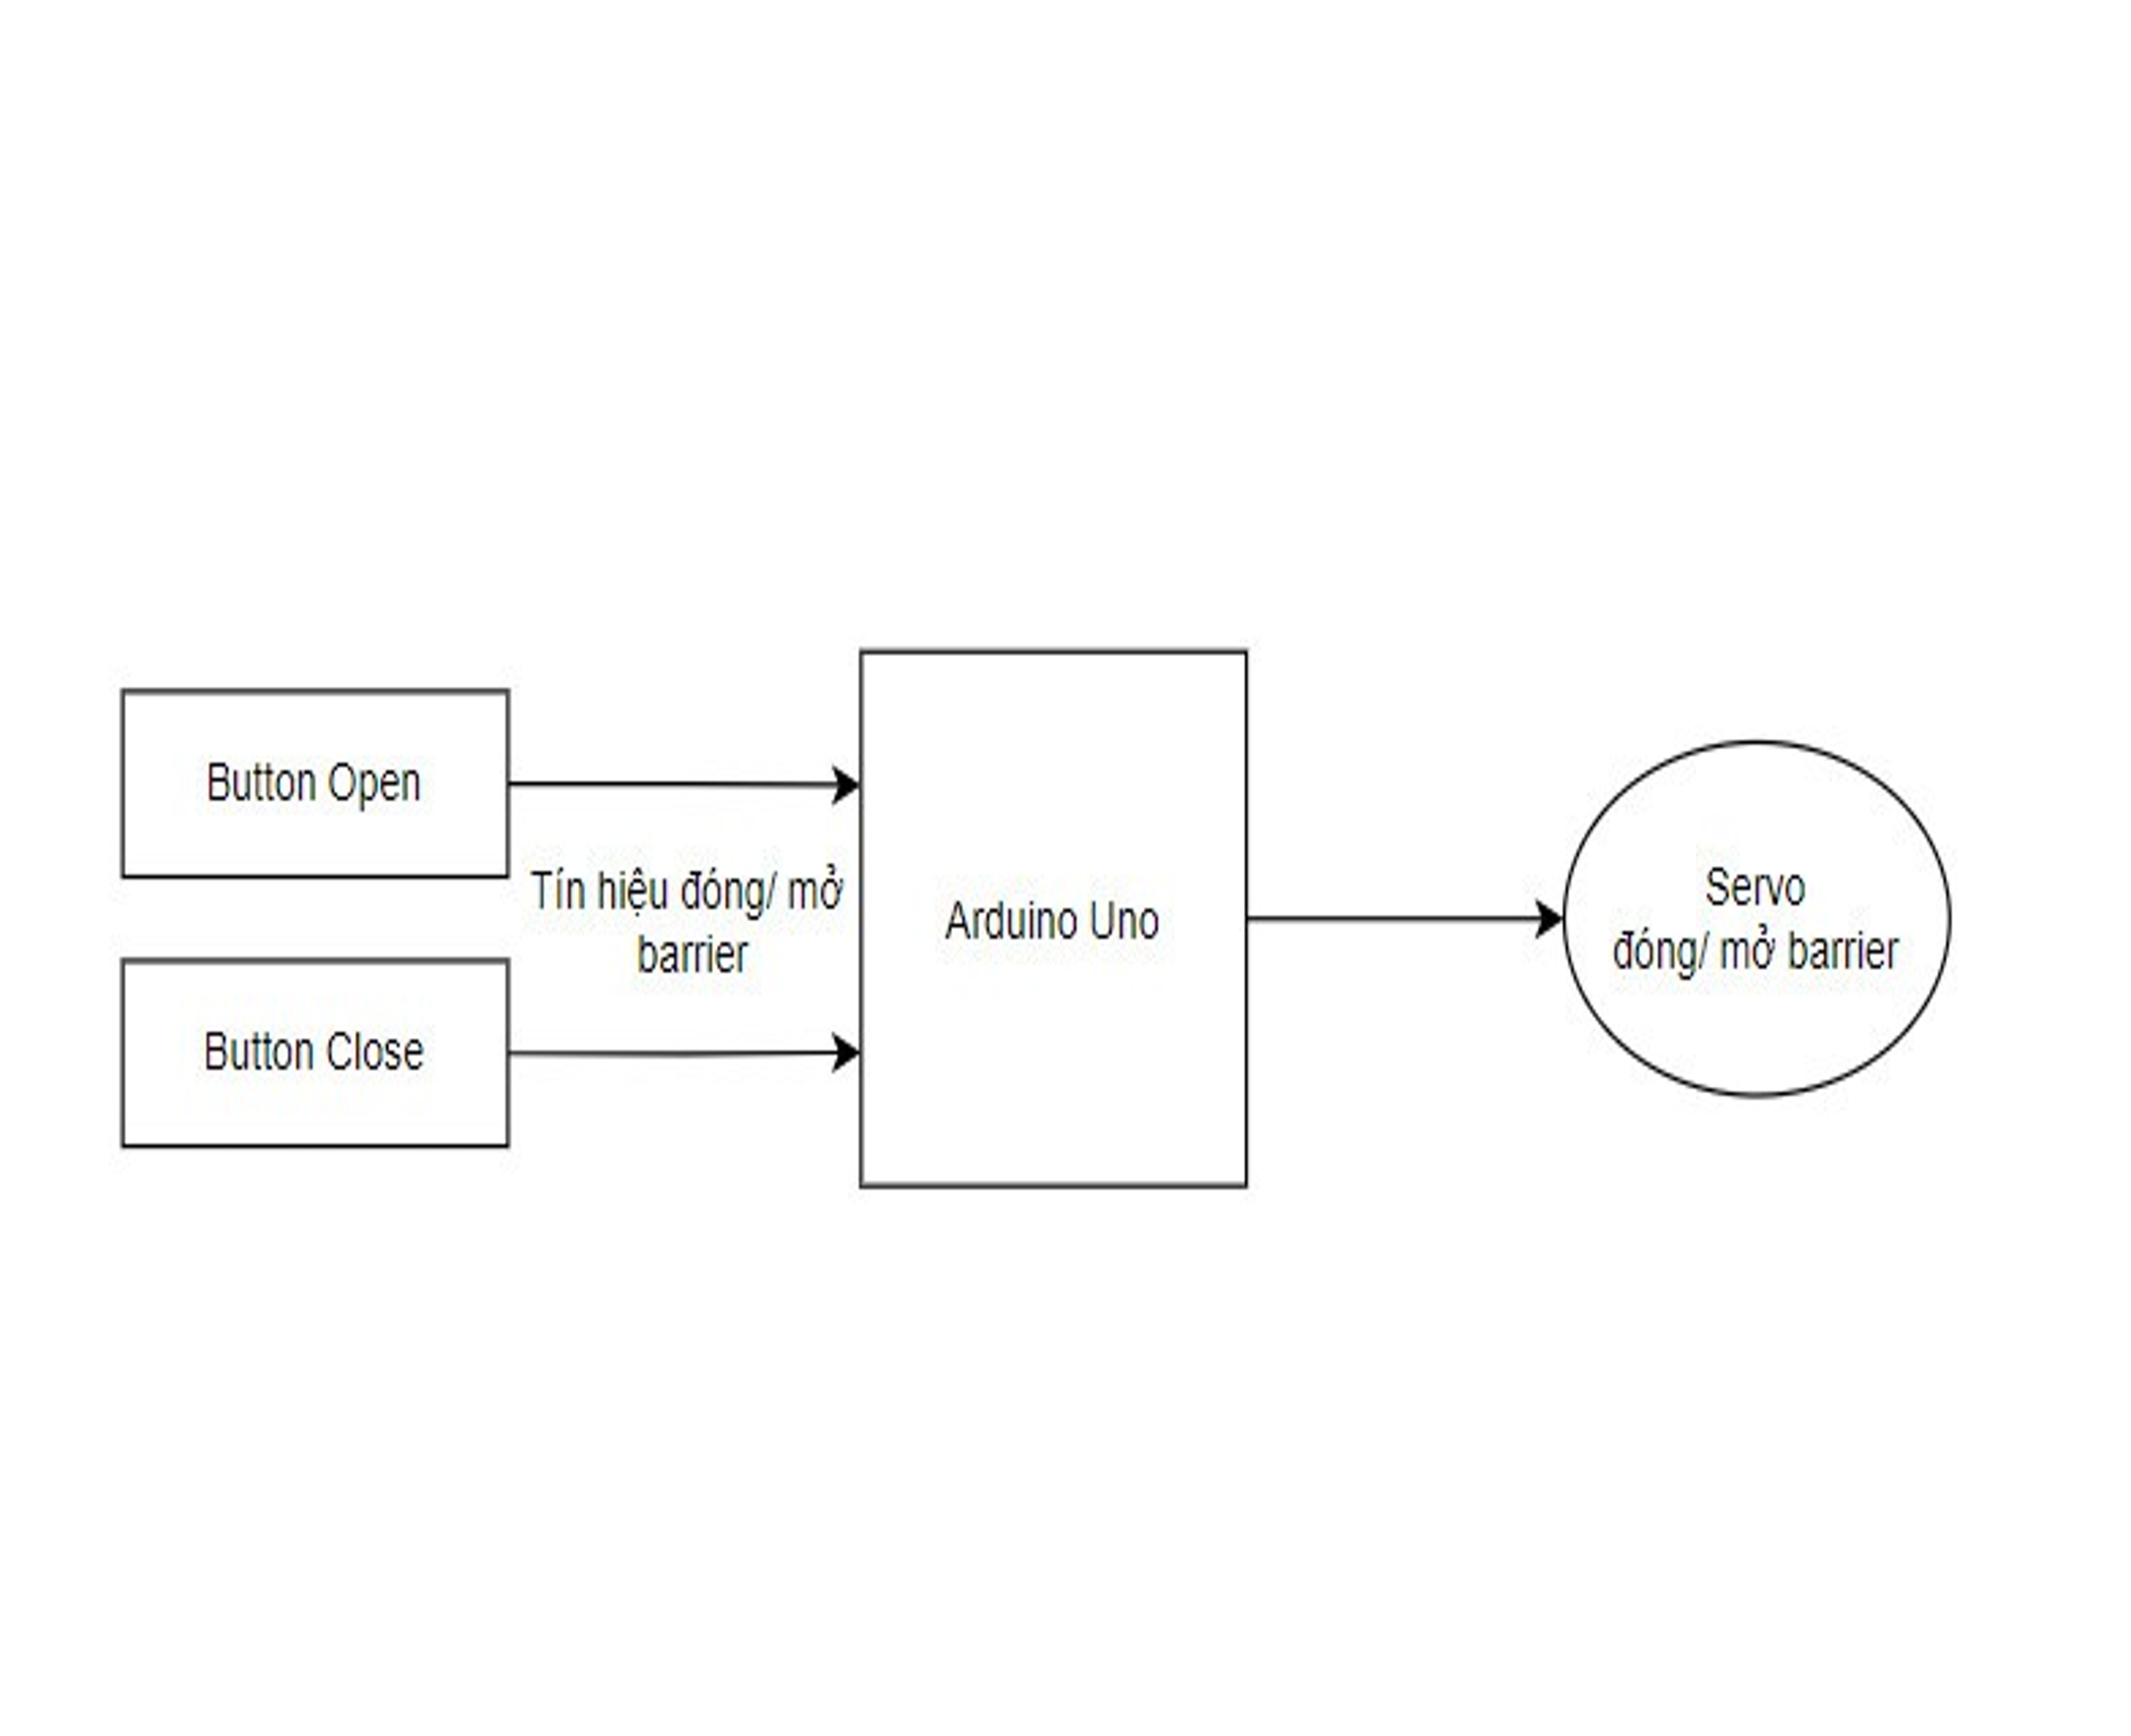 Button Open
Tín hiệu đóng/ mở
barrier
Button Close
Arduino Uno
Servo
đóng/ mở barrier